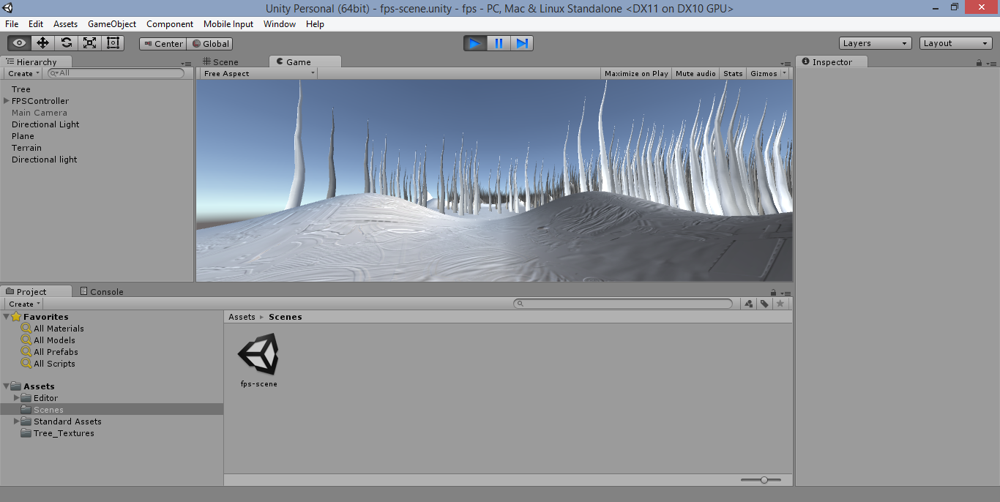 Unity Personal (64bit) - fps-scene.unity - fps - PC, Mac & Linux Standalone <DX11 on DX10 GPU>
File Edit Assets GameObject Component Mobile Input Window Help
Center Global Layers Layout
Hierarchy
Create All
Tree
FPSController
Main Camera
Directional Light
Plane
Terrain
Directional light
Scene Game
Free Aspect Maximize on Play Mute audio Stats Gizmos
Inspector
Project Console
Create
Favorites
All Materials
All Models
All Prefabs
All Scripts
Assets
Editor
Scenes
Standard Assets
Tree_Textures
Assets Scenes
fps-scene